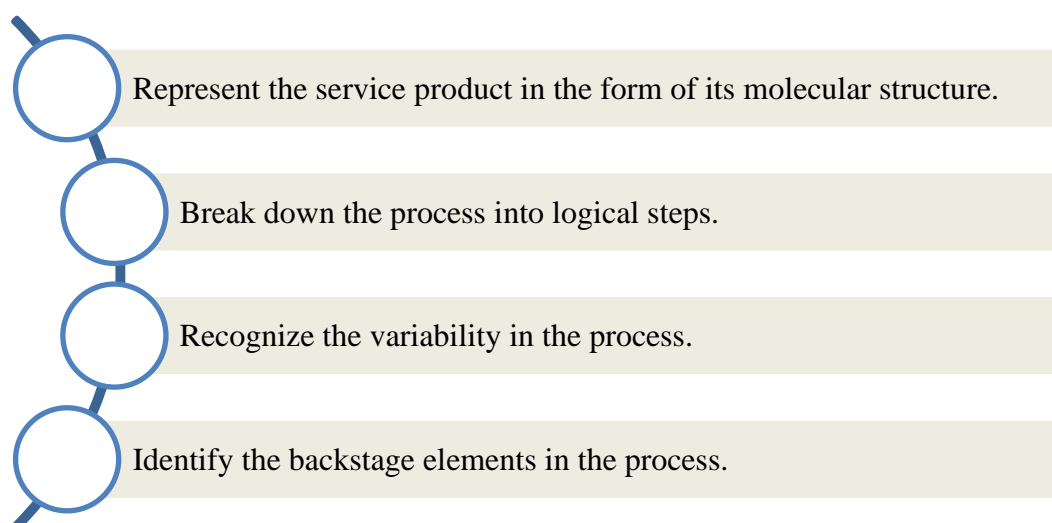 Represent the service product in the form of its molecular structure.
Break down the process into logical steps.
Recognize the variability in the process.
Identify the backstage elements in the process.